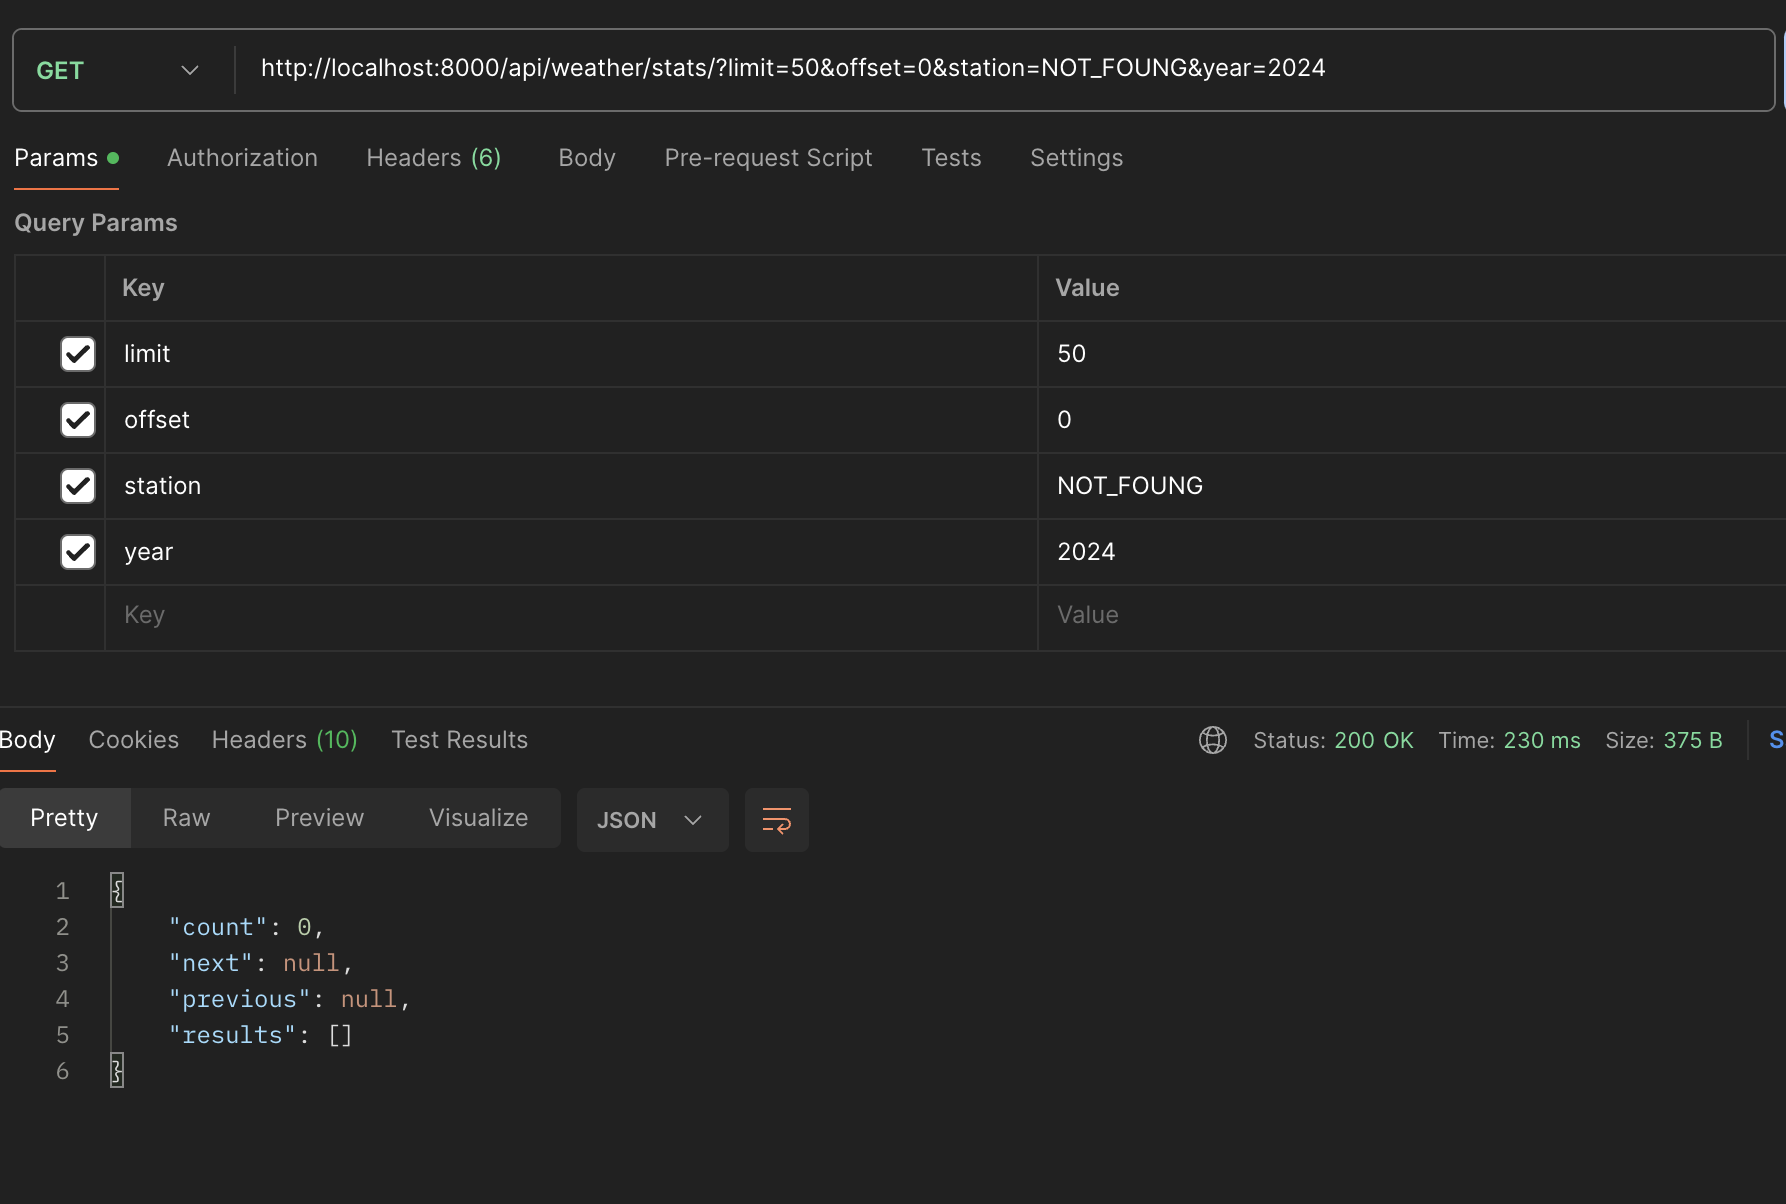 GET http://localhost:8000/api/weather/stats/?limit=50&offset=0&station=NOT_FOUNG&year=2024
Params Authorization Headers (6) Body Pre-request Script Tests Settings
Query Params
Key Value
limit 50
offset 0
station NOT_FOUNG
year 2024
Key Value
Body Cookies Headers (10) Test Results Status: 200 OK Time: 230 ms Size: 375 B S
Pretty Raw Preview Visualize JSON
1 {
2 "count": 0,
3 "next": null,
4 "previous": null,
5 "results": []
6 }